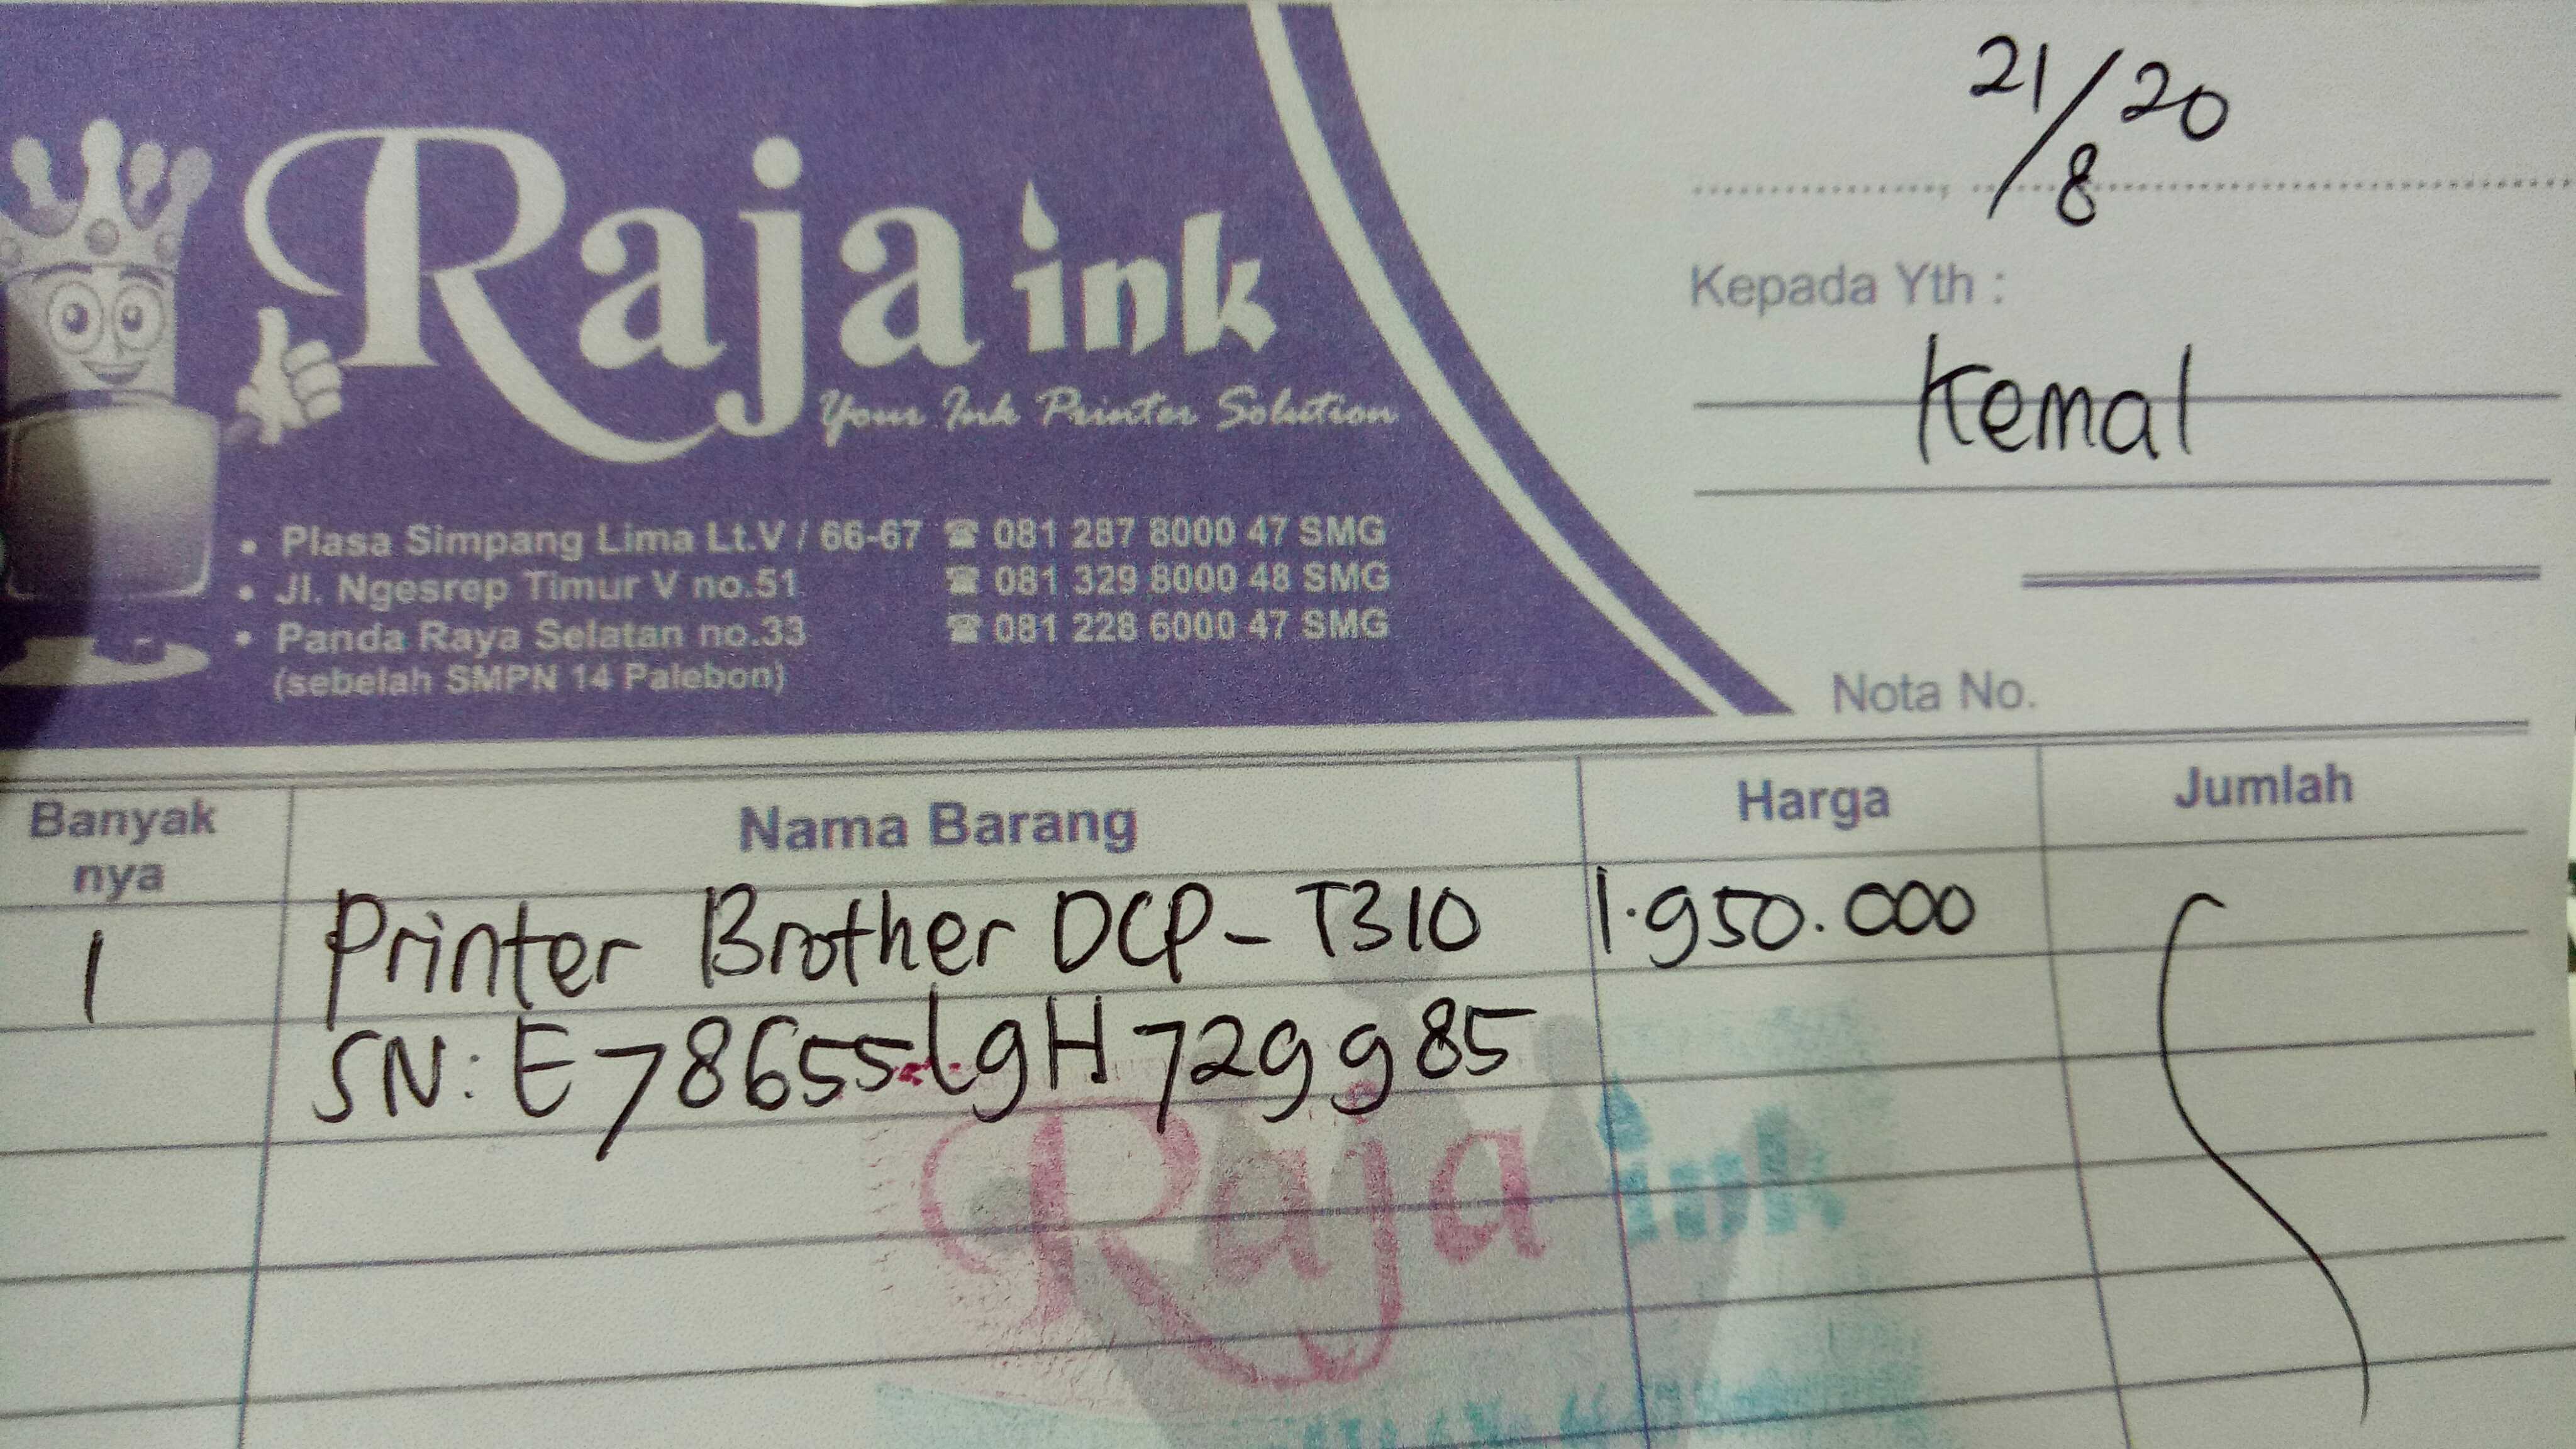 21/8 20
Raja ink
Your Ink Printer Solution
Kepada Yth :
Kemal
• Plasa Simpang Lima Lt.V / 66-67 ☎ 081 287 8000 47 SMG
• Jl. Ngesrep Timur V no.51 ☎ 081 329 8000 48 SMG
• Panda Raya Selatan no.33 ☎ 081 228 6000 47 SMG
(sebelah SMPN 14 Palebon)
Nota No.
Banyak nya Nama Barang Harga Jumlah
1 Printer Brother DCP-T310 1.950.000
SN: E78655L9H729985
Raja ink